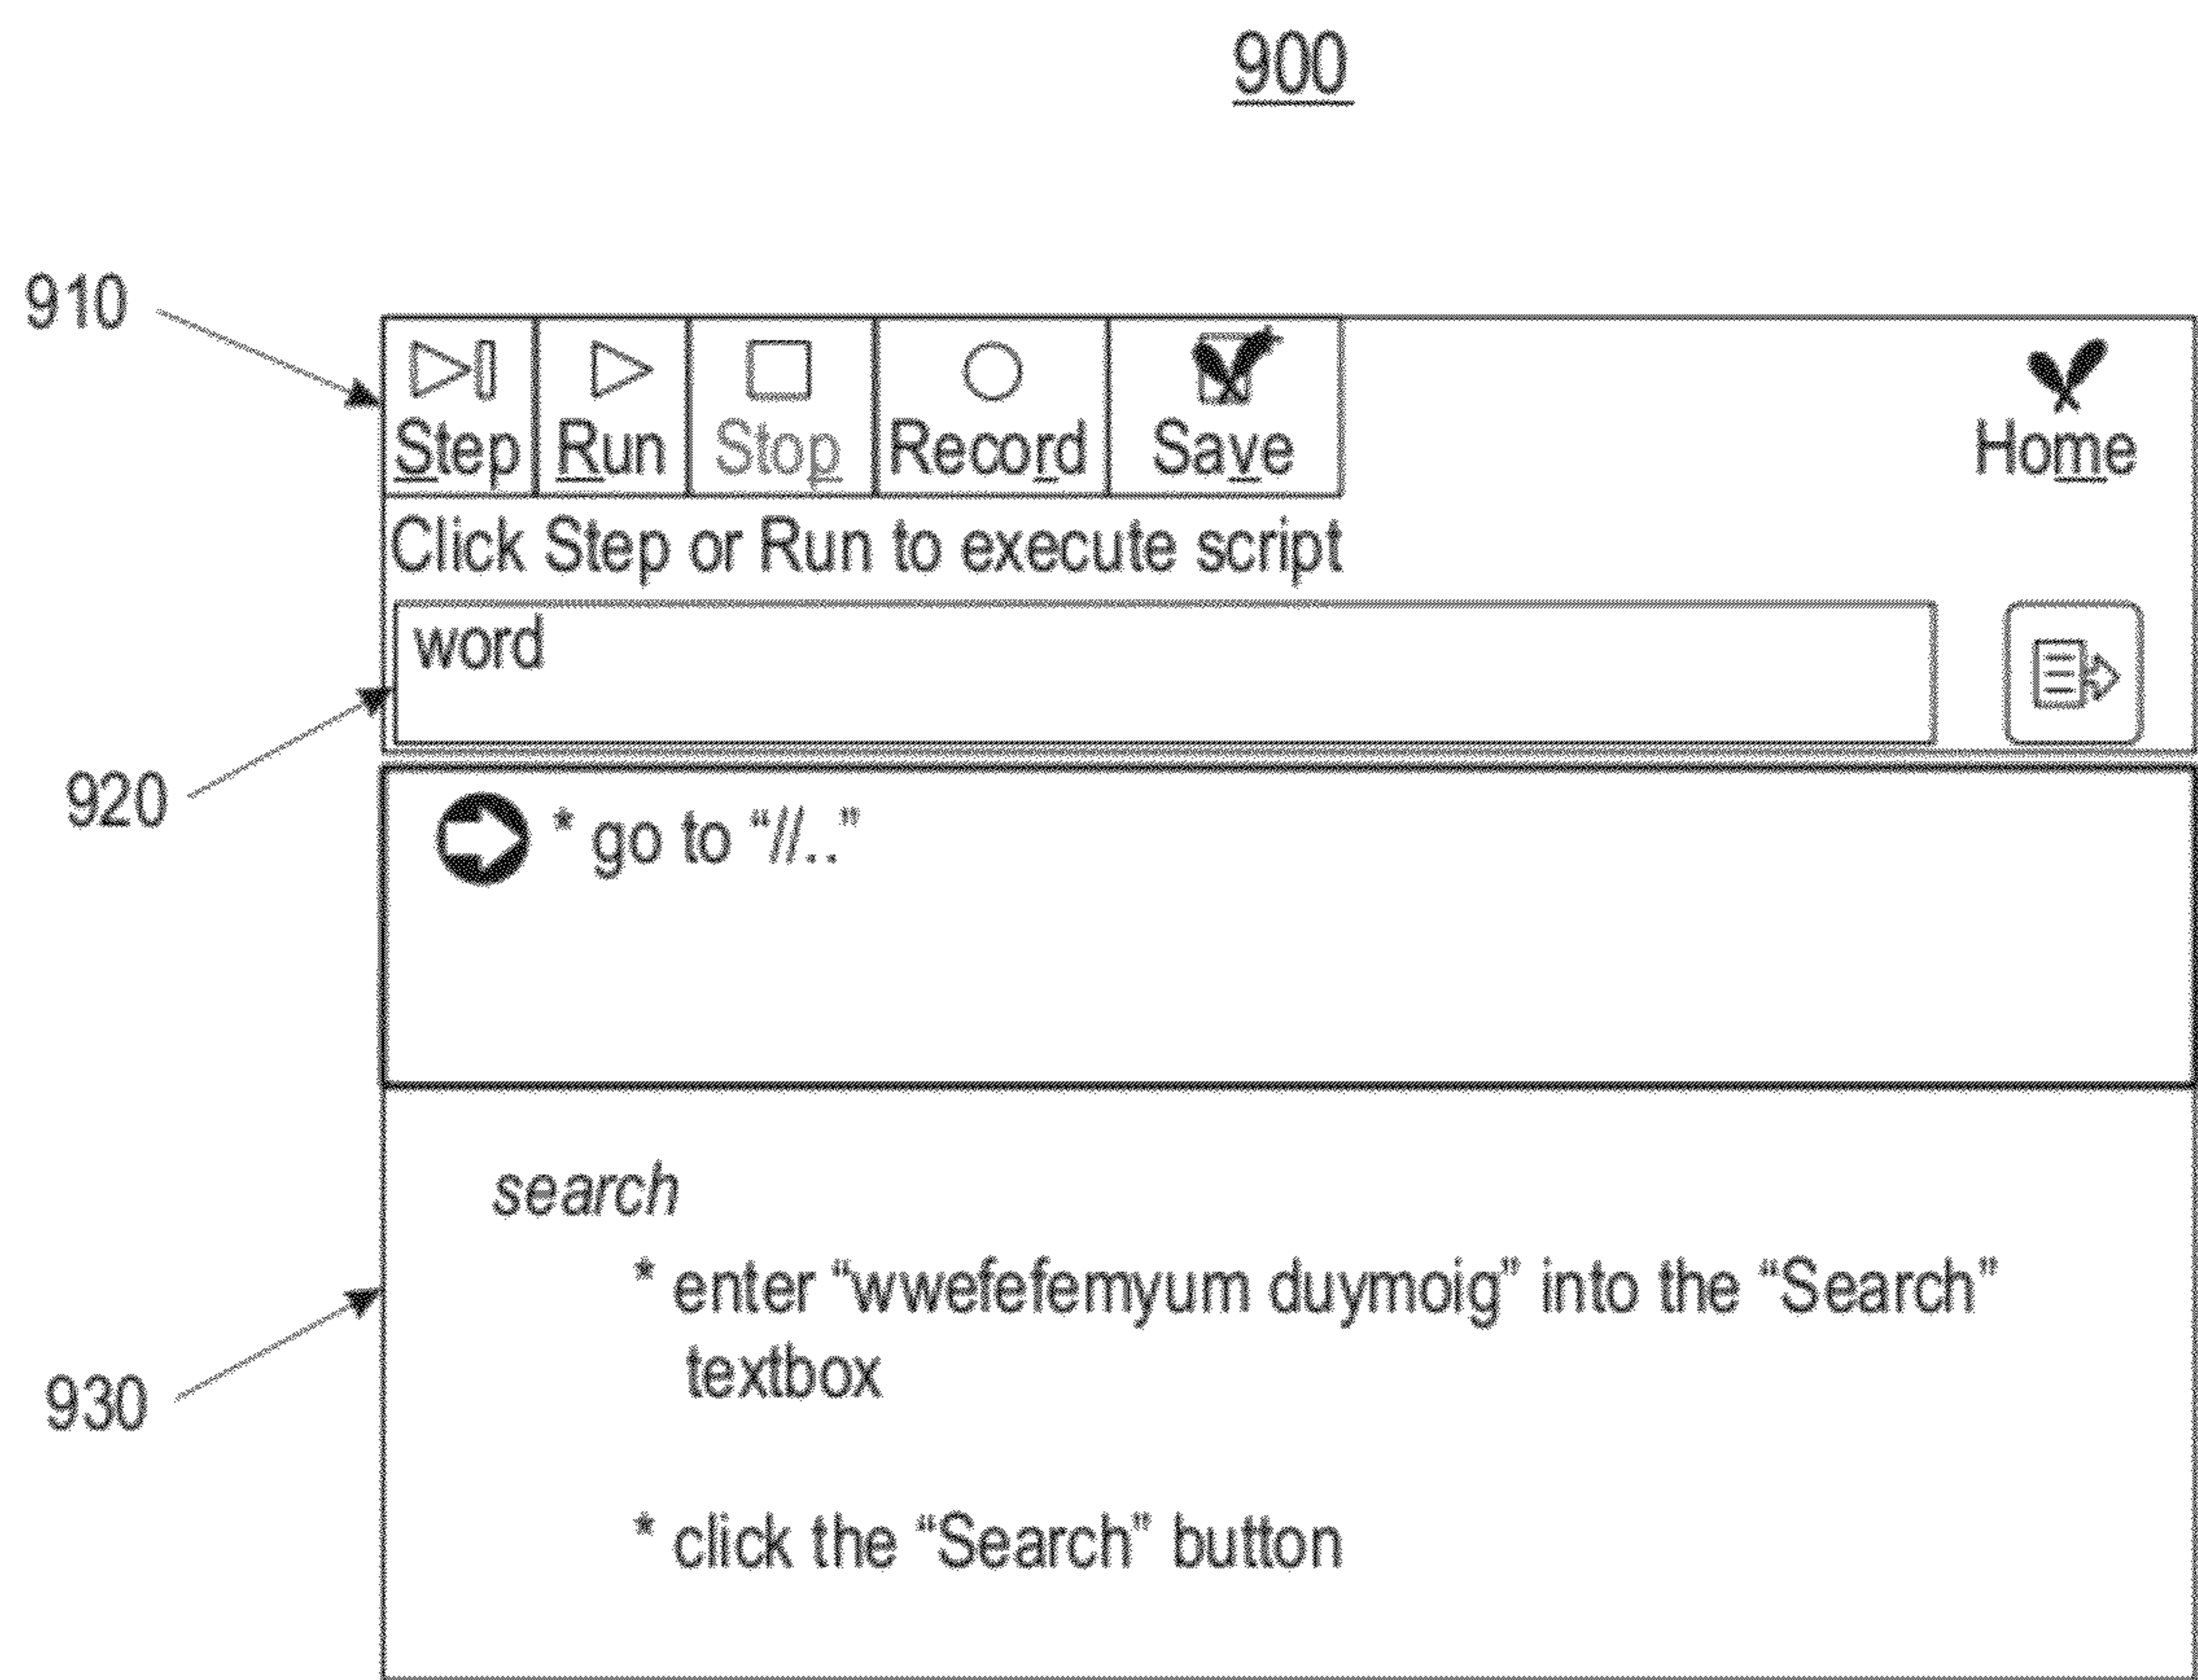 900
910
Step Run Stop Record Save Home
Click Step or Run to execute script
word
920
* go to “//..”
search
* enter “wwefefemyum duymoig” into the “Search”
textbox
930
* click the “Search” button